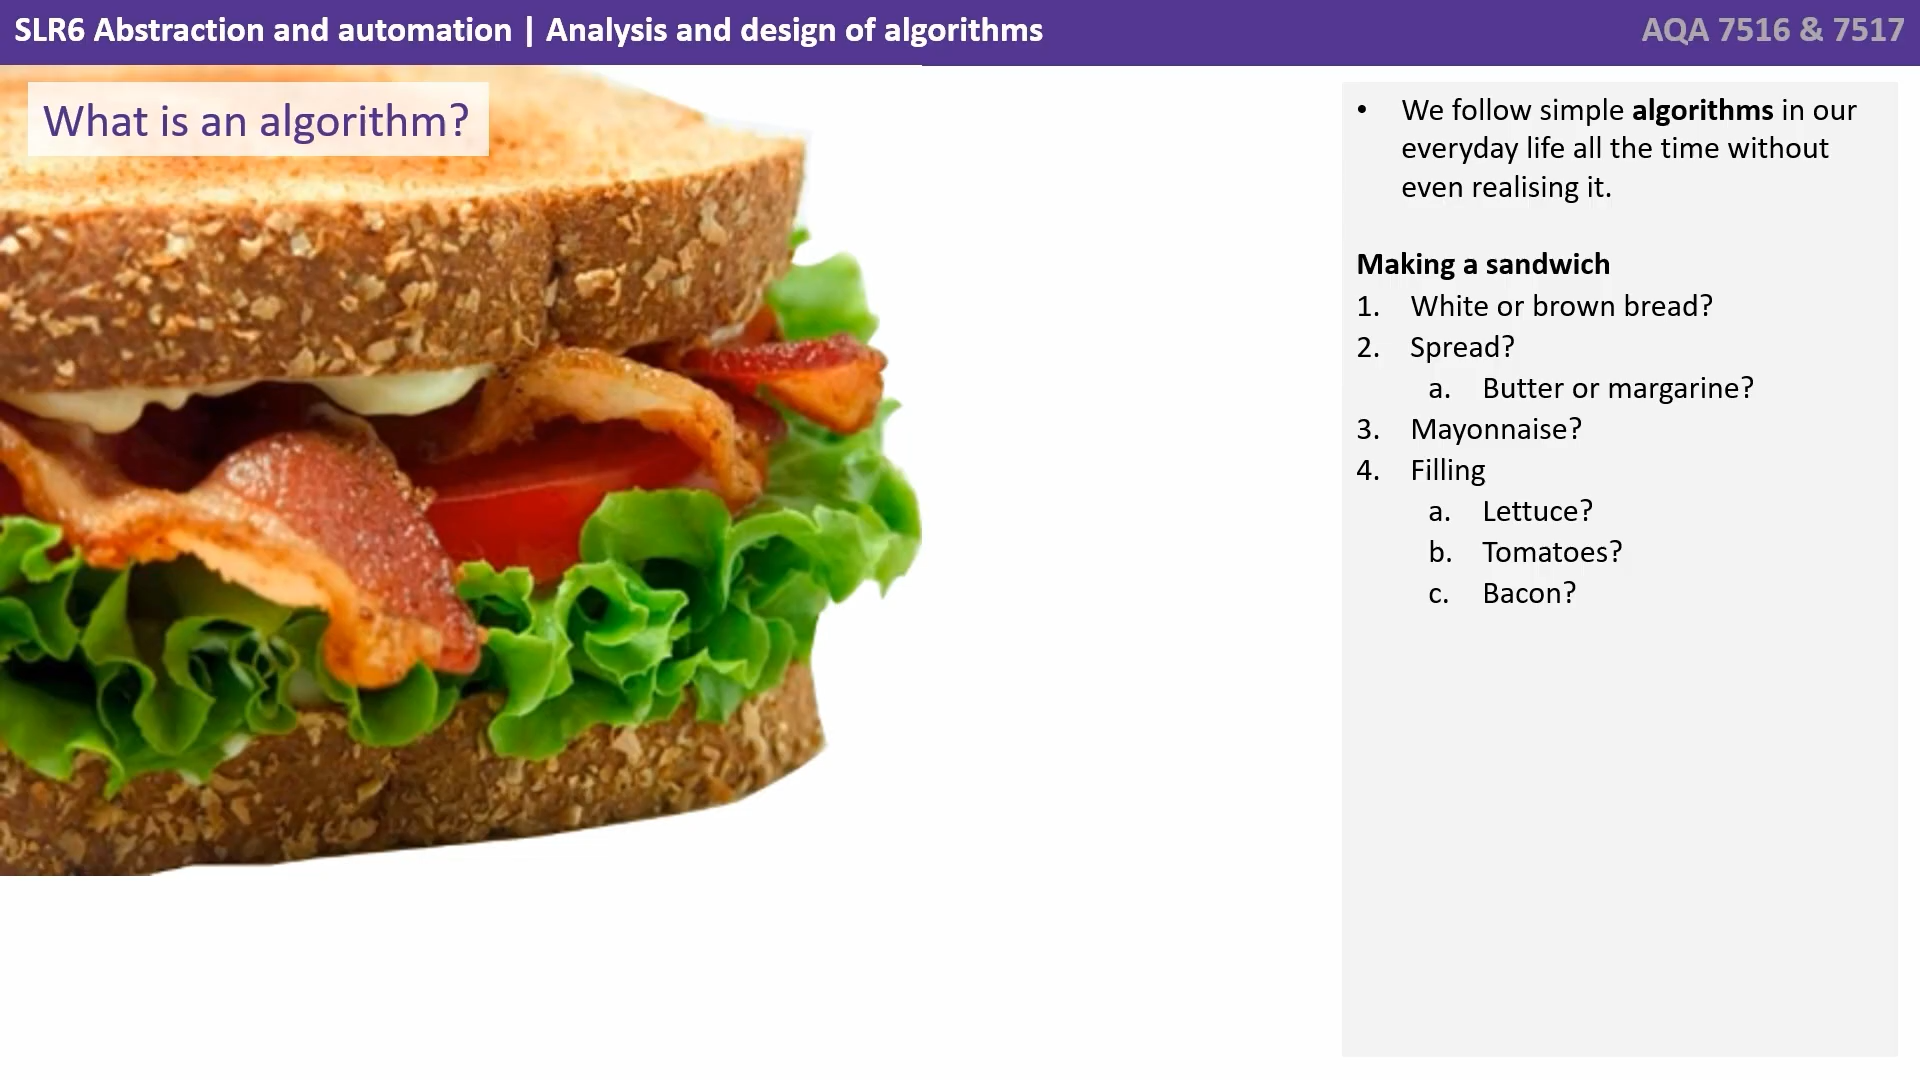 SLR6 Abstraction and automation | Analysis and design of algorithms
AQA 7516 & 7517
What is an algorithm?
• We follow simple algorithms in our
everyday life all the time without
even realising it.
Making a sandwich
1. White or brown bread?
2. Spread?
a. Butter or margarine?
3. Mayonnaise?
4. Filling
a. Lettuce?
b. Tomatoes?
c. Bacon?